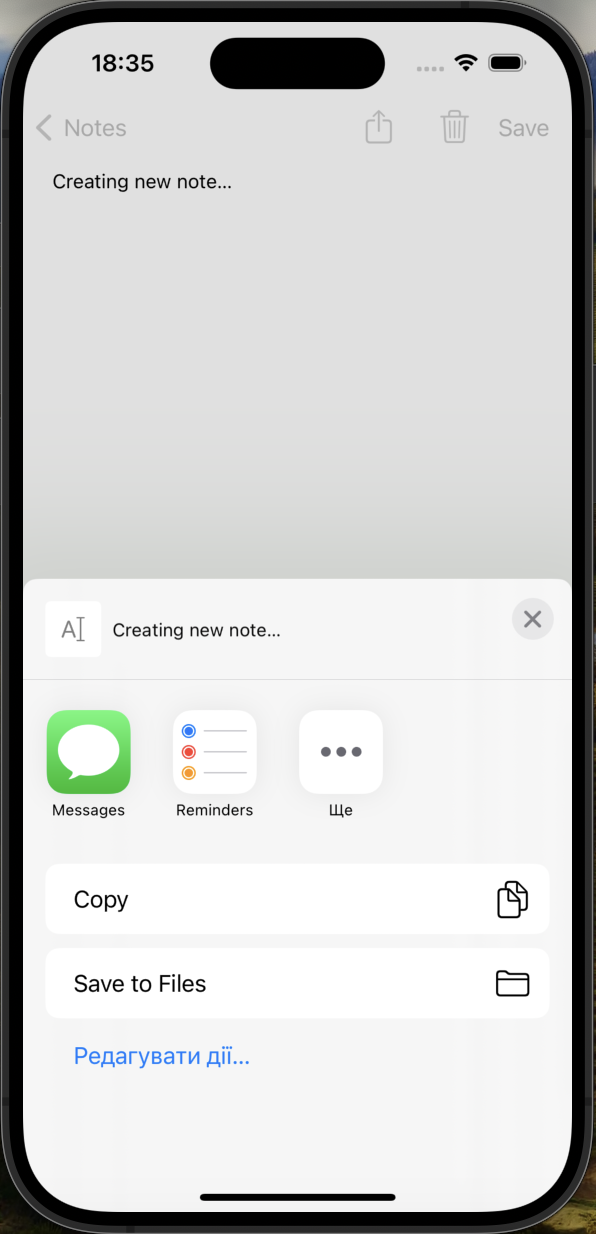 18:35
Notes
Save
Creating new note...
Creating new note...
Messages
Reminders
Ще
Copy
Save to Files
Редагувати дії...